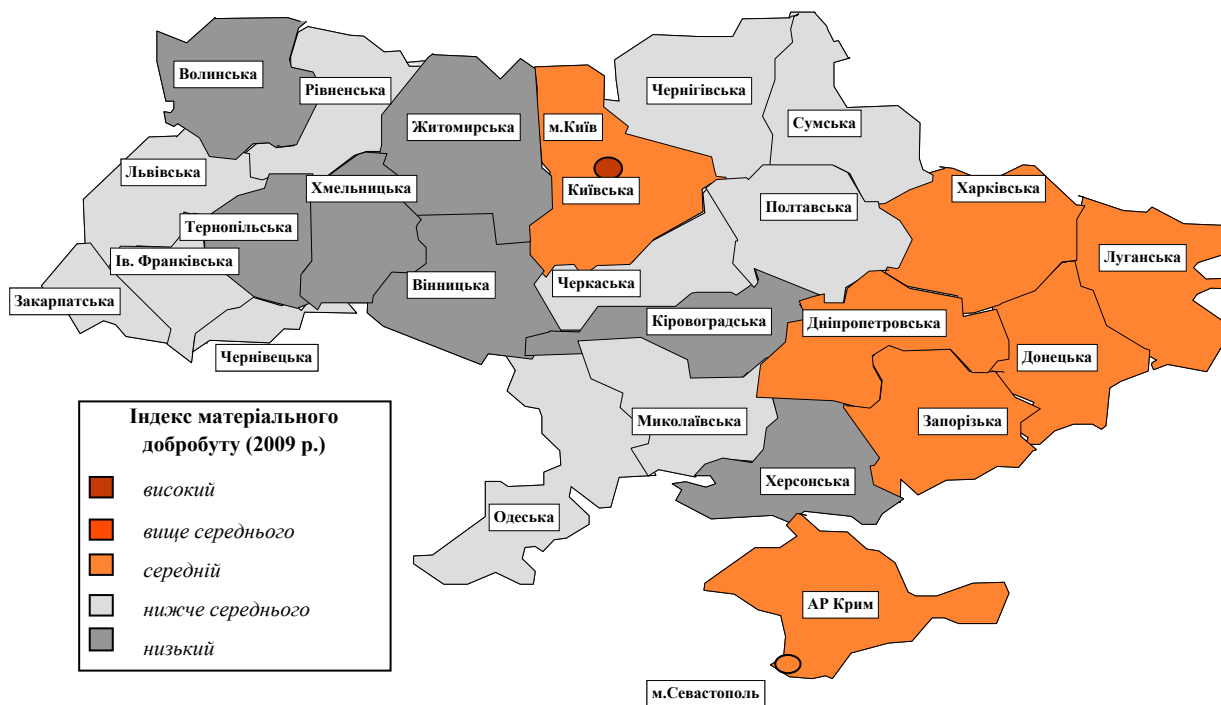 Волинська
Рівненська
Чернігівська
Сумська
Житомирська
м.Київ
Львівська
Хмельницька
Київська
Харківська
Полтавська
Тернопільська
Ів. Франківська
Луганська
Закарпатська
Вінницька
Черкаська
Кіровоградська
Дніпропетровська
Чернівецька
Донецька
Миколаївська
Запорізька
Херсонська
Одеська
АР Крим
м.Севастополь
Індекс матеріального
добробуту (2009 р.)
високий
вище середнього
середній
нижче середнього
низький